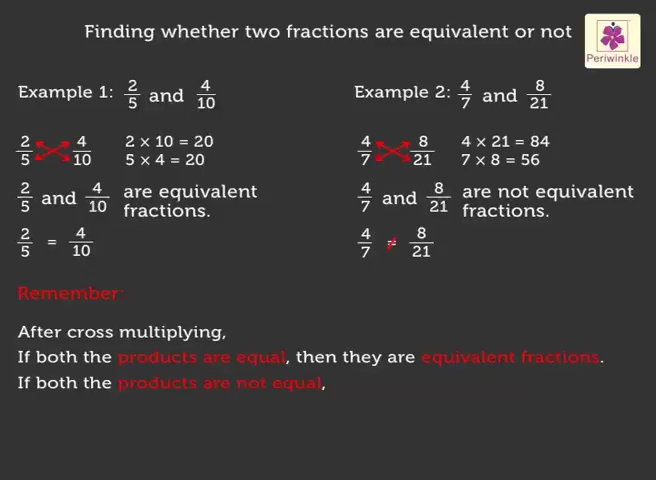 Finding whether two fractions are equivalent or not
Periwinkle
Example 1: 2/5 and 4/10
2/5 4/10 2 × 10 = 20
5 × 4 = 20
2/5 and 4/10 are equivalent
fractions.
2/5 = 4/10
Example 2: 4/7 and 8/21
4/7 8/21 4 × 21 = 84
7 × 8 = 56
4/7 and 8/21 are not equivalent
fractions.
4/7 ≠ 8/21
Remember:
After cross multiplying,
If both the products are equal, then they are equivalent fractions.
If both the products are not equal,